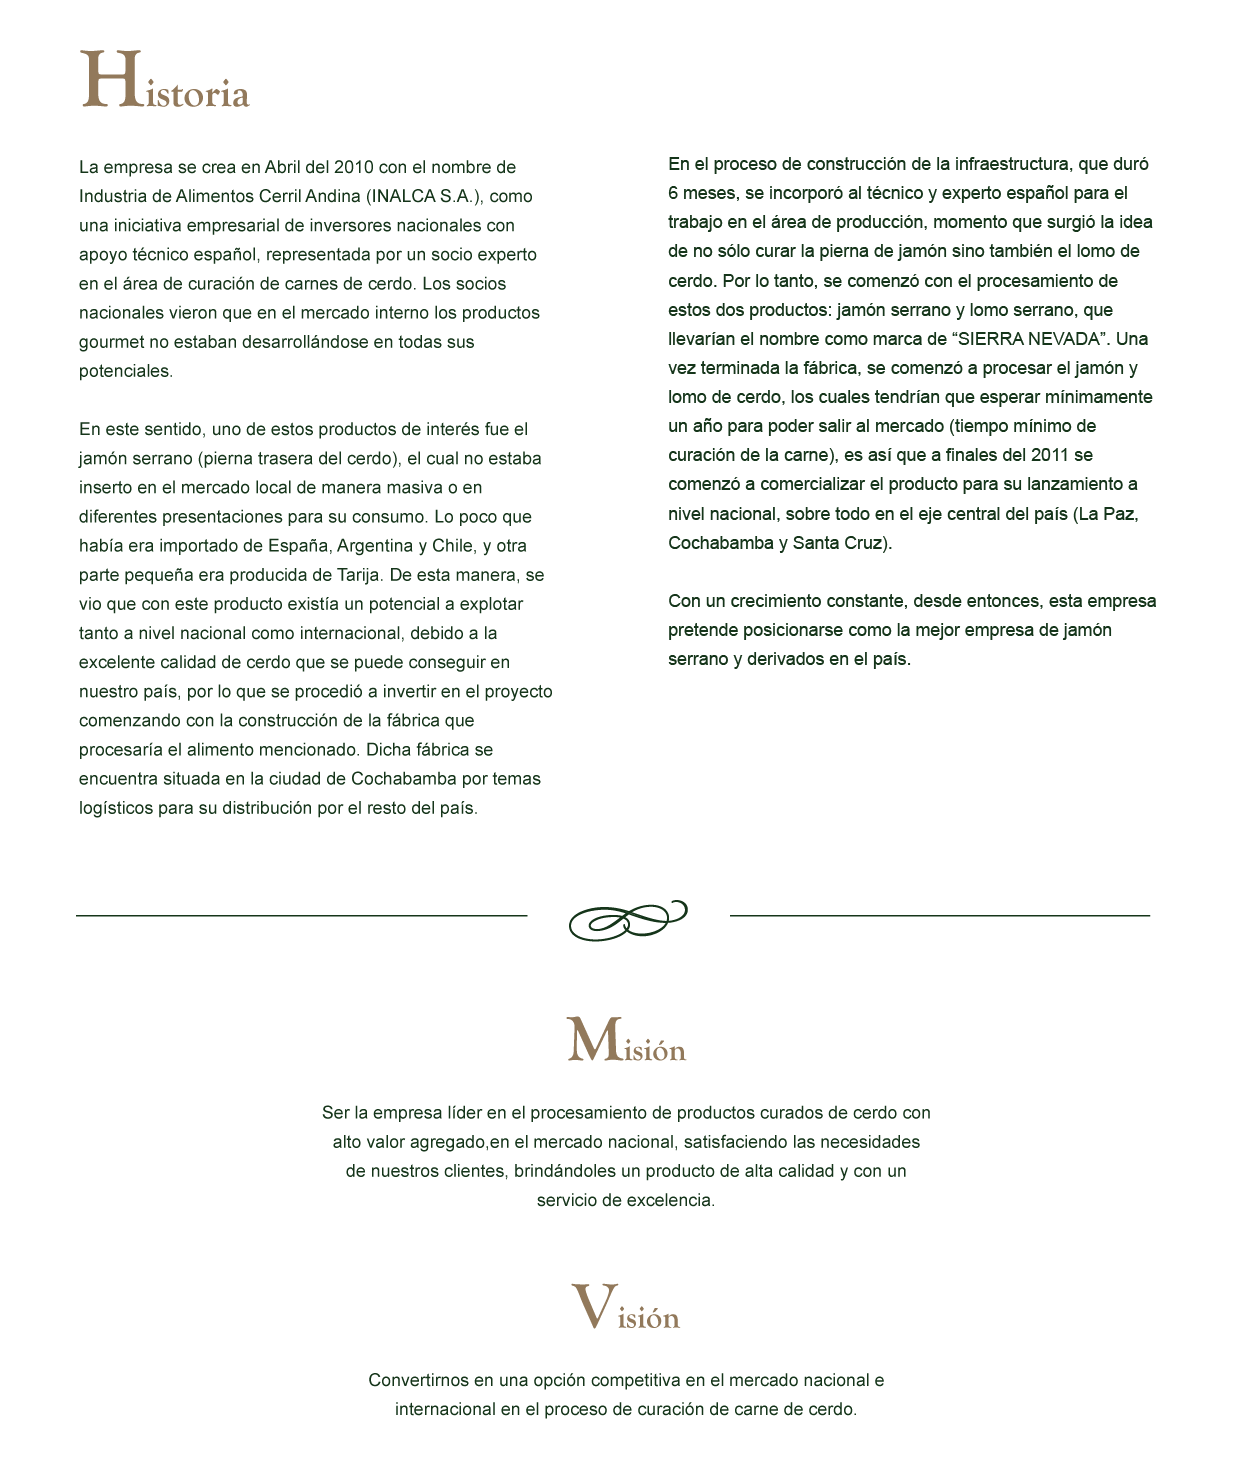 Historia
La empresa se crea en Abril del 2010 con el nombre de
Industria de Alimentos Cerril Andina (INALCA S.A.), como
una iniciativa empresarial de inversores nacionales con
apoyo técnico español, representada por un socio experto
en el área de curación de carnes de cerdo. Los socios
nacionales vieron que en el mercado interno los productos
gourmet no estaban desarrollándose en todas sus
potenciales.
En este sentido, uno de estos productos de interés fue el
jamón serrano (pierna trasera del cerdo), el cual no estaba
inserto en el mercado local de manera masiva o en
diferentes presentaciones para su consumo. Lo poco que
había era importado de España, Argentina y Chile, y otra
parte pequeña era producida de Tarija. De esta manera, se
vio que con este producto existía un potencial a explotar
tanto a nivel nacional como internacional, debido a la
excelente calidad de cerdo que se puede conseguir en
nuestro país, por lo que se procedió a invertir en el proyecto
comenzando con la construcción de la fábrica que
procesaría el alimento mencionado. Dicha fábrica se
encuentra situada en la ciudad de Cochabamba por temas
logísticos para su distribución por el resto del país.
En el proceso de construcción de la infraestructura, que duró
6 meses, se incorporó al técnico y experto español para el
trabajo en el área de producción, momento que surgió la idea
de no sólo curar la pierna de jamón sino también el lomo de
cerdo. Por lo tanto, se comenzó con el procesamiento de
estos dos productos: jamón serrano y lomo serrano, que
llevarían el nombre como marca de “SIERRA NEVADA”. Una
vez terminada la fábrica, se comenzó a procesar el jamón y
lomo de cerdo, los cuales tendrían que esperar mínimamente
un año para poder salir al mercado (tiempo mínimo de
curación de la carne), es así que a finales del 2011 se
comenzó a comercializar el producto para su lanzamiento a
nivel nacional, sobre todo en el eje central del país (La Paz,
Cochabamba y Santa Cruz).
Con un crecimiento constante, desde entonces, esta empresa
pretende posicionarse como la mejor empresa de jamón
serrano y derivados en el país.
Misión
Ser la empresa líder en el procesamiento de productos curados de cerdo con
alto valor agregado,en el mercado nacional, satisfaciendo las necesidades
de nuestros clientes, brindándoles un producto de alta calidad y con un
servicio de excelencia.
Visión
Convertirnos en una opción competitiva en el mercado nacional e
internacional en el proceso de curación de carne de cerdo.